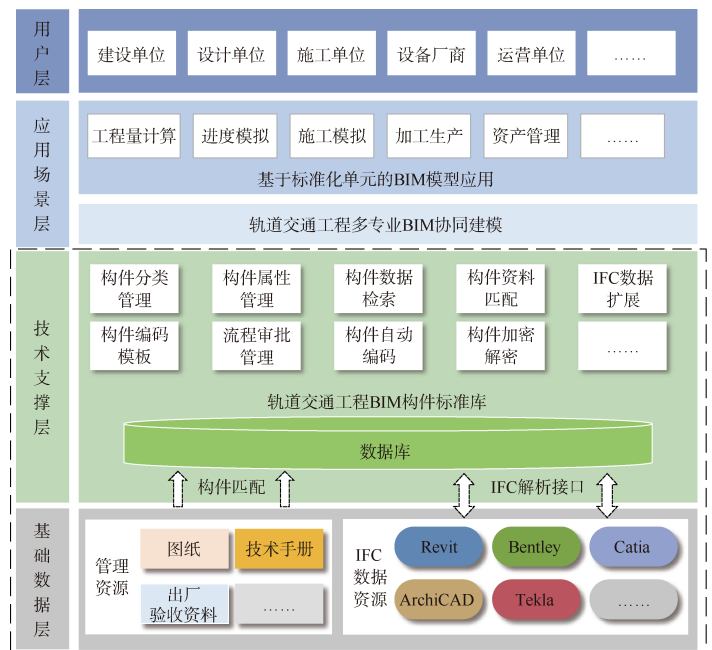 用户层
建设单位
设计单位
施工单位
设备厂商
运营单位
……
应用场景层
工程量计算
进度模拟
施工模拟
加工生产
资产管理
……
基于标准化单元的BIM模型应用
轨道交通工程多专业BIM协同建模
技术支撑层
构件分类
管理
构件属性
管理
构件数据
检索
构件资料
匹配
IFC数据
扩展
构件编码
模板
流程审批
管理
构件自动
编码
构件加密
解密
……
轨道交通工程BIM构件标准库
数据库
构件匹配
IFC解析接口
基础数据层
管理
资源
图纸
技术手册
出厂
验收资料
……
IFC
数据
资源
Revit
Bentley
Catia
ArchiCAD
Tekla
……